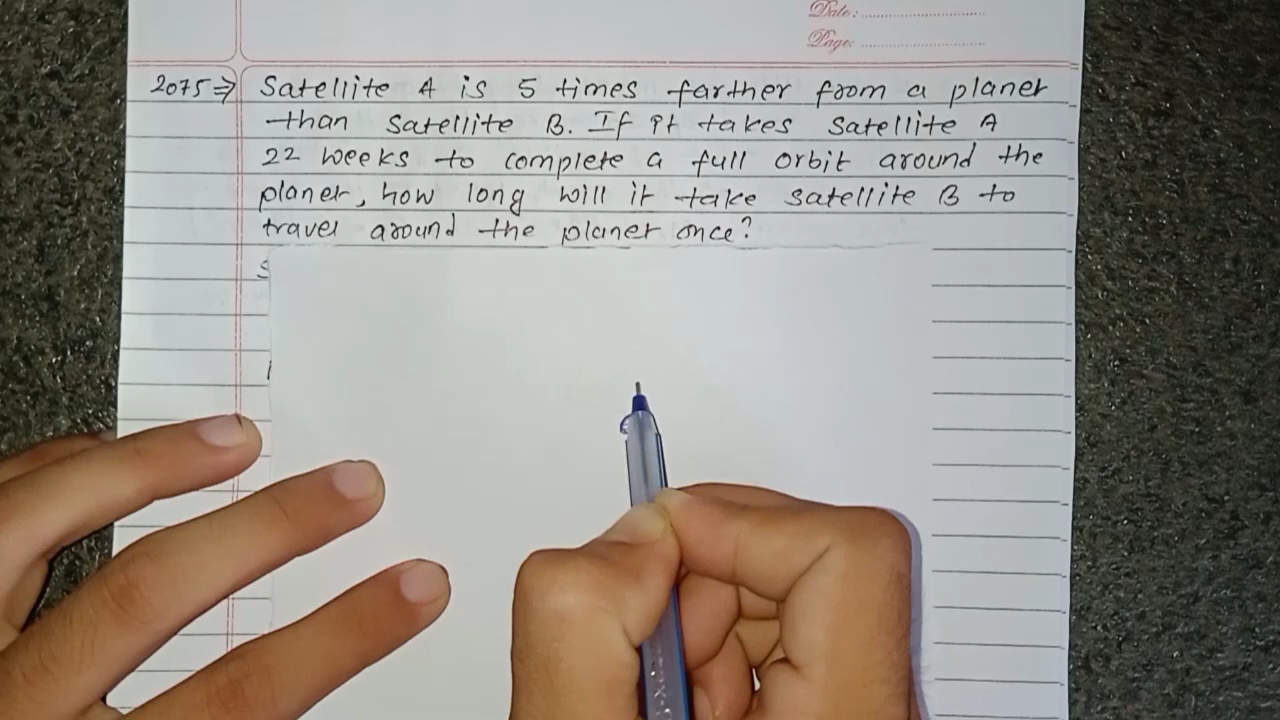 Date: ........................
Page: ........................
2075⇒ Satellite A is 5 times farther from a planet
than satellite B. If it takes satellite A
22 weeks to complete a full orbit around the
planet, how long will it take satellite B to
travel around the planet once?
S